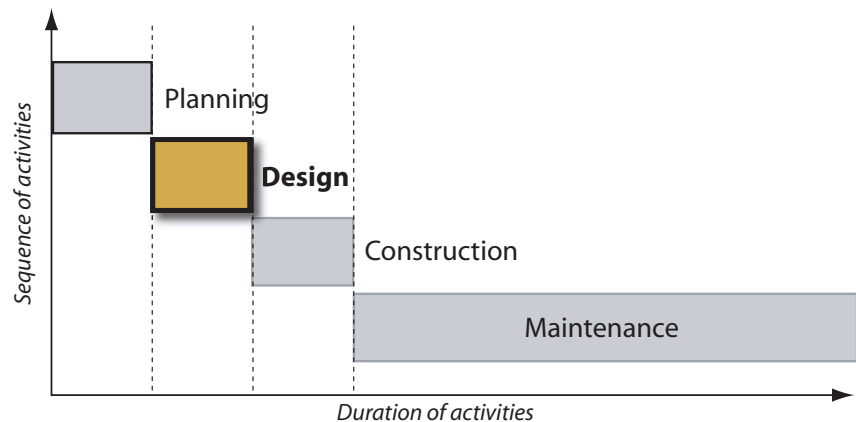 Planning
Design
Construction
Maintenance
Sequence of activities
Duration of activities